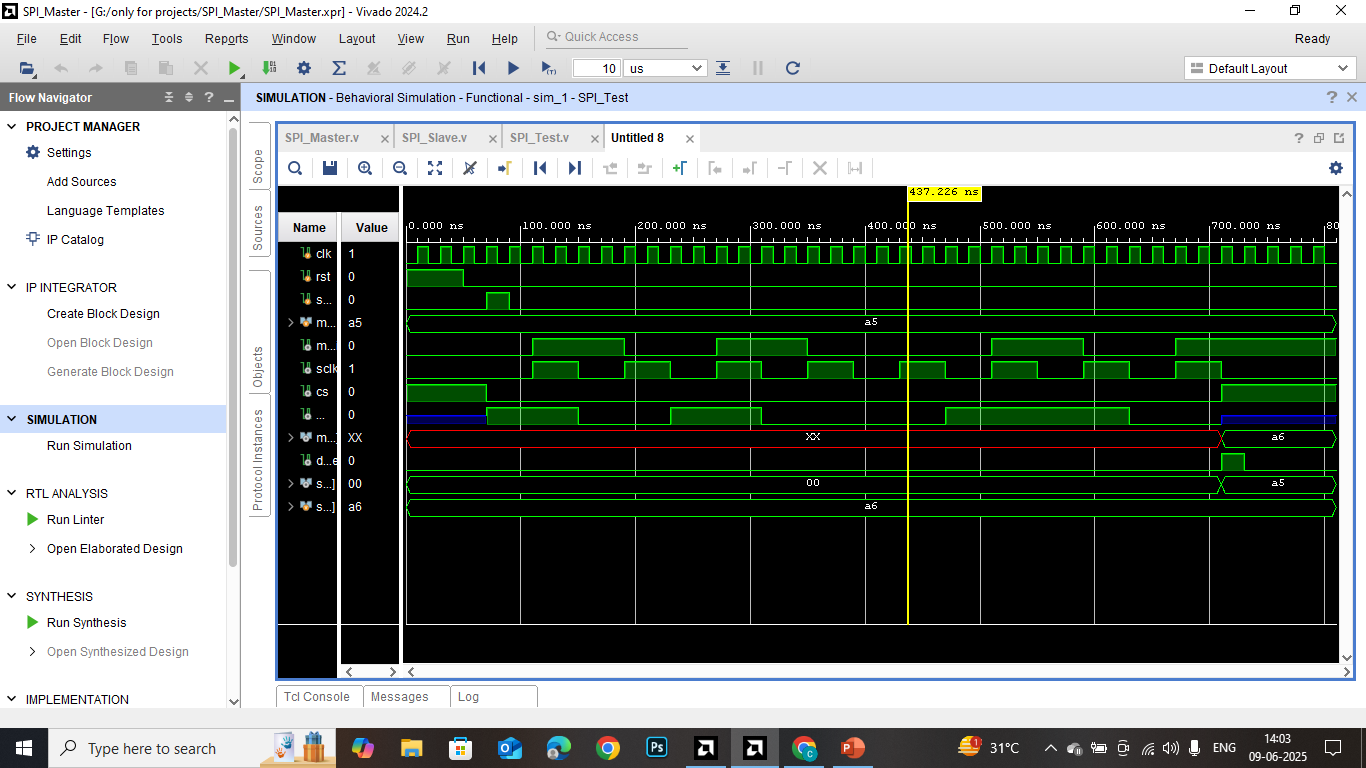 SPI_Master - [G:/only for projects/SPI_Master/SPI_Master.xpr] - Vivado 2024.2
File Edit Flow Tools Reports Window Layout View Run Help Quick Access Ready
10 us Default Layout
Flow Navigator
SIMULATION - Behavioral Simulation - Functional - sim_1 - SPI_Test
PROJECT MANAGER
Settings
Add Sources
Language Templates
IP Catalog
IP INTEGRATOR
Create Block Design
Open Block Design
Generate Block Design
SIMULATION
Run Simulation
RTL ANALYSIS
Run Linter
Open Elaborated Design
SYNTHESIS
Run Synthesis
Open Synthesized Design
IMPLEMENTATION
Scope
Sources
Objects
Protocol Instances
SPI_Master.v SPI_Slave.v SPI_Test.v Untitled 8
437.226 ns
Name Value
0.000 ns 100.000 ns 200.000 ns 300.000 ns 400.000 ns 500.000 ns 600.000 ns 700.000 ns 80
clk 1
rst 0
s... 0
m... a5 a5
m... 0
sclk 1
cs 0
... 0
m...] XX XX a6
d...e 0
s...] 00 00 a5
s...] a6 a6
Tcl Console Messages Log
Type here to search
31°C ENG 14:03
09-06-2025